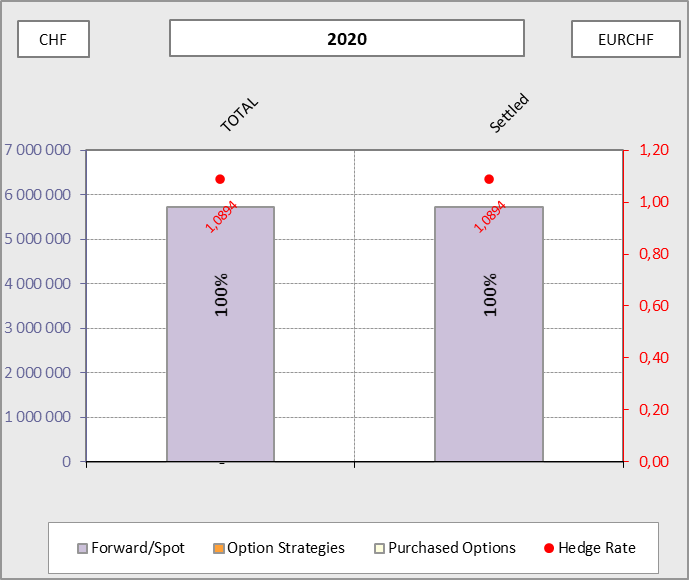 CHF
2020
EURCHF
TOTAL
Settled
7 000 000
6 000 000
5 000 000
4 000 000
3 000 000
2 000 000
1 000 000
0
1,20
1,00
0,80
0,60
0,40
0,20
0,00
1,0894
1,0894
100%
100%
-
Forward/Spot
Option Strategies
Purchased Options
Hedge Rate